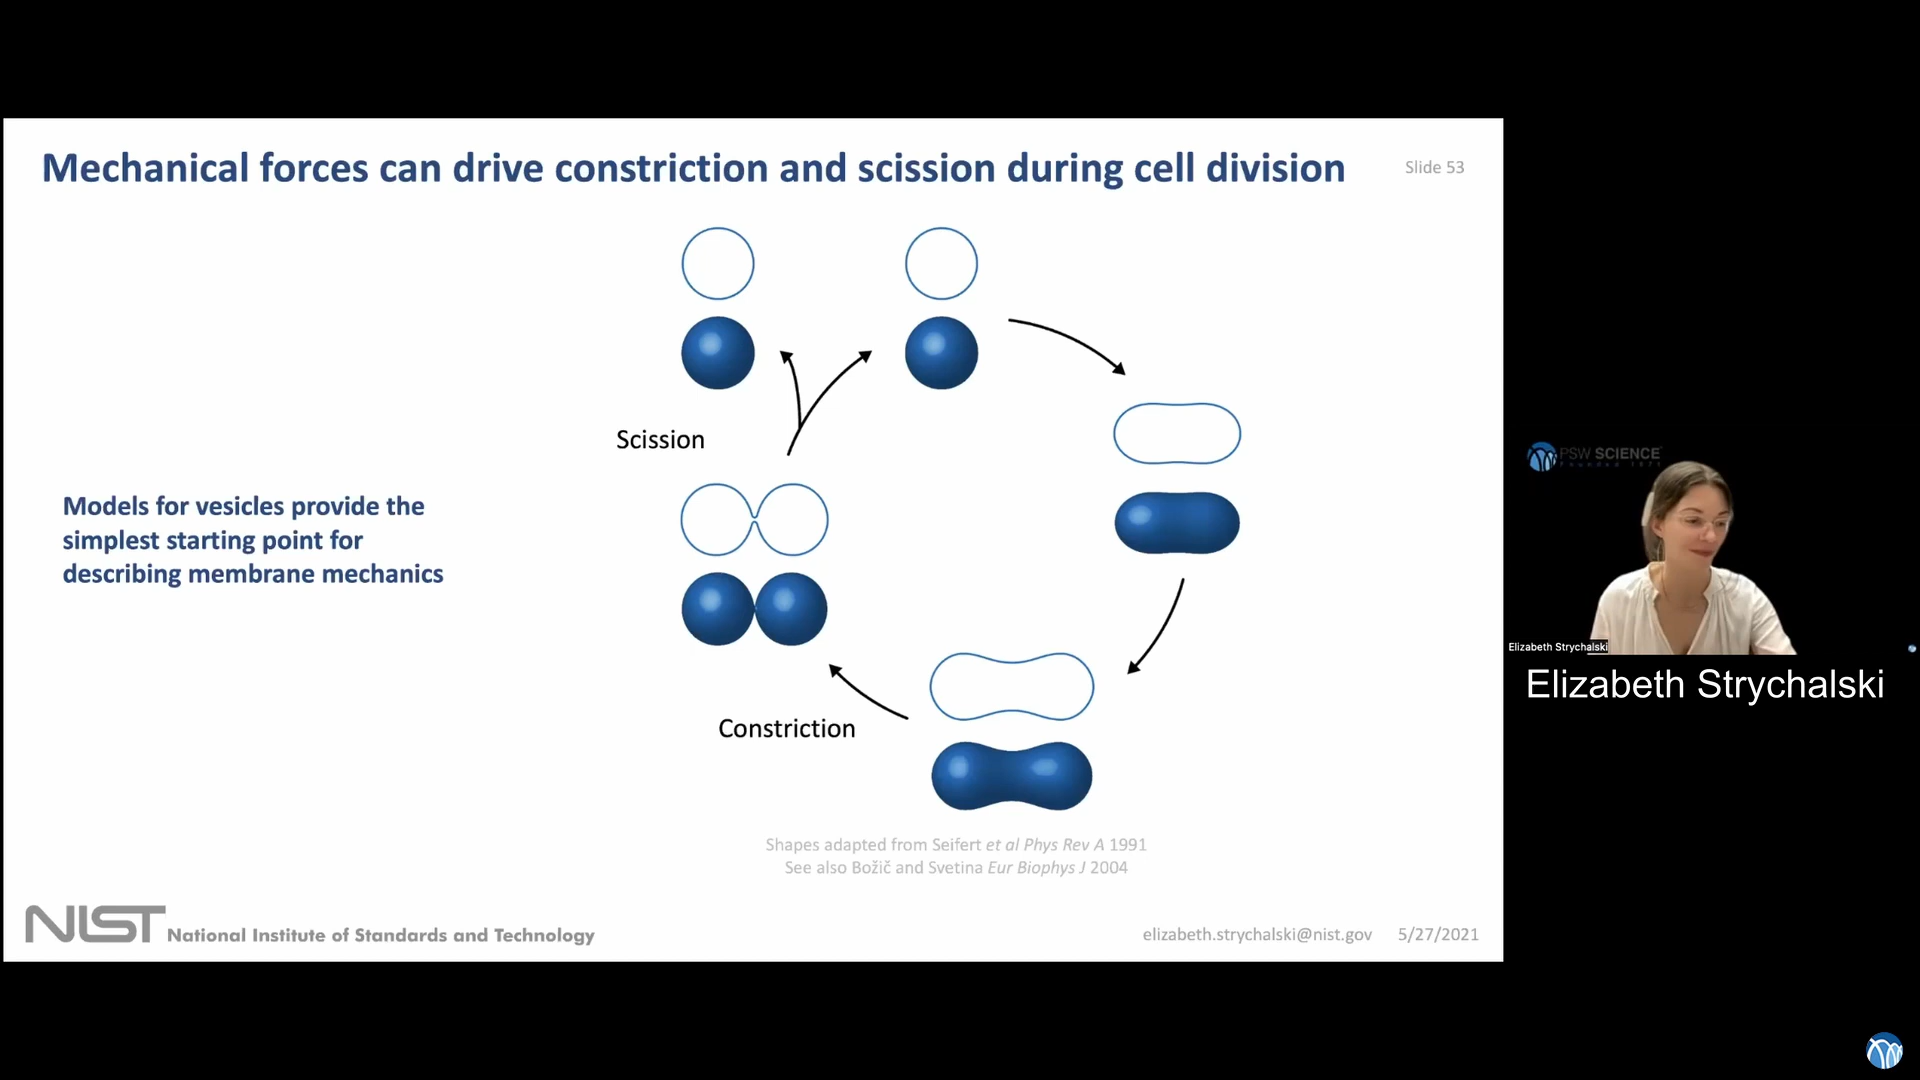 Mechanical forces can drive constriction and scission during cell division
Slide 53
Scission
Models for vesicles provide the
simplest starting point for
describing membrane mechanics
Constriction
Shapes adapted from Seifert et al Phys Rev A 1991
See also Božič and Svetina Eur Biophys J 2004
NIST National Institute of Standards and Technology
elizabeth.strychalski@nist.gov
5/27/2021
PSW SCIENCE
Founded 1871
Elizabeth Strychalski
Elizabeth Strychalski